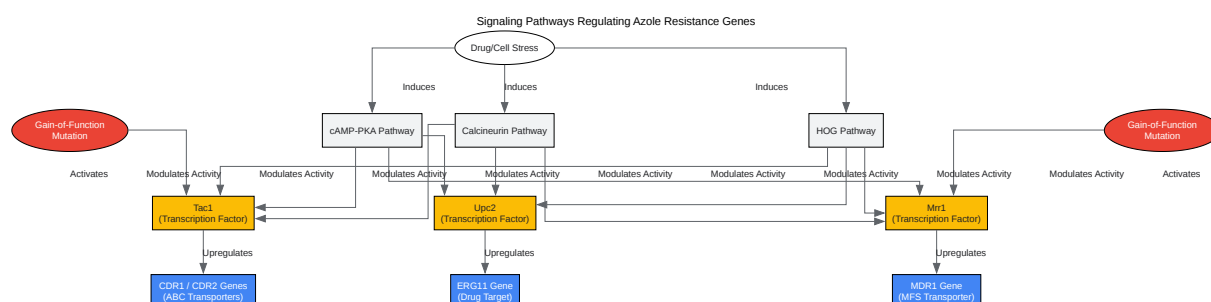 Signaling Pathways Regulating Azole Resistance Genes
Drug/Cell Stress
Induces
Induces
Induces
Gain-of-Function
Mutation
cAMP-PKA Pathway
Calcineurin Pathway
HOG Pathway
Gain-of-Function
Mutation
Activates
Modulates Activity
Modulates Activity
Modulates Activity
Modulates Activity
Modulates Activity
Modulates Activity
Modulates Activity
Modulates Activity
Modulates Activity
Activates
Tac1
(Transcription Factor)
Upc2
(Transcription Factor)
Mrr1
(Transcription Factor)
Upregulates
Upregulates
Upregulates
CDR1 / CDR2 Genes
(ABC Transporters)
ERG11 Gene
(Drug Target)
MDR1 Gene
(MFS Transporter)